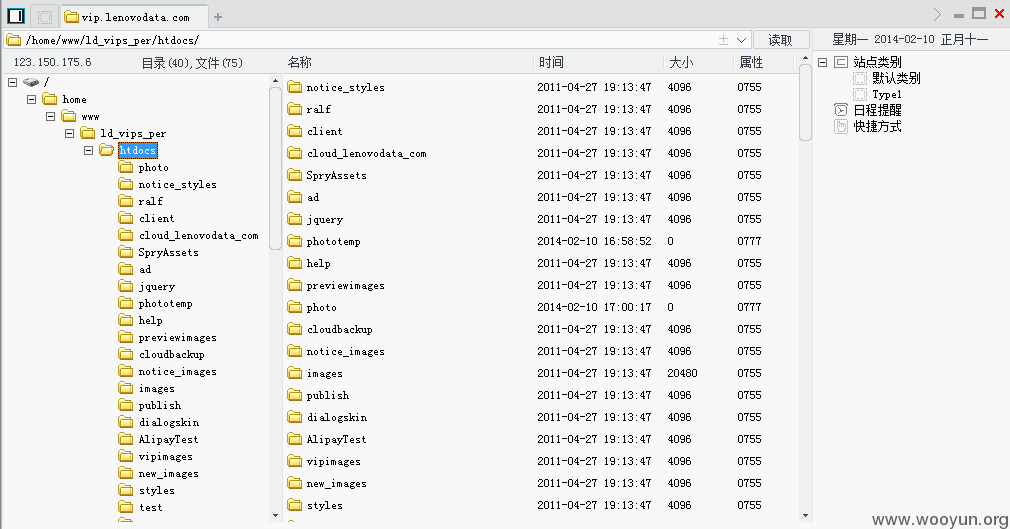 vip.lenovodata.com
/home/www/ld_vips_per/htdocs/
读取
星期一 2014-02-10 正月十一
123.150.175.6
目录(40),文件(75)
名称 时间 大小 属性
/
home
www
ld_vips_per
htdocs
photo
notice_styles
ralf
client
cloud_lenovodata_com
SpryAssets
ad
jquery
phototemp
help
previewimages
cloudbackup
notice_images
images
publish
dialogskin
AlipayTest
vipimages
new_images
styles
test
notice_styles 2011-04-27 19:13:47 4096 0755
ralf 2011-04-27 19:13:47 4096 0755
client 2011-04-27 19:13:47 4096 0755
cloud_lenovodata_com 2011-04-27 19:13:47 4096 0755
SpryAssets 2011-04-27 19:13:47 4096 0755
ad 2011-04-27 19:13:47 4096 0755
jquery 2011-04-27 19:13:47 4096 0755
phototemp 2014-02-10 16:58:52 0 0777
help 2011-04-27 19:13:47 4096 0755
previewimages 2011-04-27 19:13:47 4096 0755
photo 2014-02-10 17:00:17 0 0777
cloudbackup 2011-04-27 19:13:47 4096 0755
notice_images 2011-04-27 19:13:47 4096 0755
images 2011-04-27 19:13:47 20480 0755
publish 2011-04-27 19:13:47 4096 0755
dialogskin 2011-04-27 19:13:47 4096 0755
AlipayTest 2011-04-27 19:13:47 4096 0755
vipimages 2011-04-27 19:13:47 4096 0755
new_images 2011-04-27 19:13:47 4096 0755
styles 2011-04-27 19:13:47 4096 0755
站点类别
默认类别
Type1
日程提醒
快捷方式
www.wooyun.org